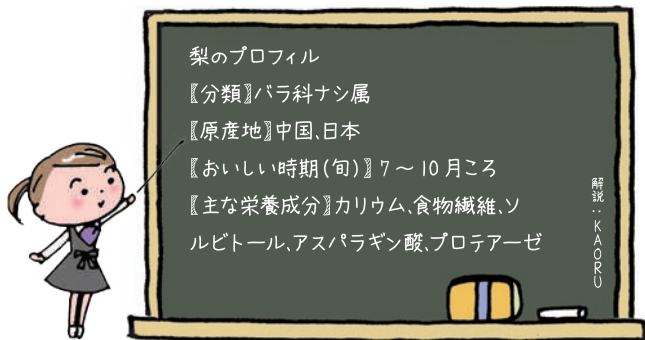 梨のプロフィル
〖分類〗バラ科ナシ属
〖原産地〗中国、日本
〖おいしい時期(旬)〗7〜10月ころ
〖主な栄養成分〗カリウム、食物繊維、ソ
ルビトール、アスパラギン酸、プロテアーゼ
解説：KAORU